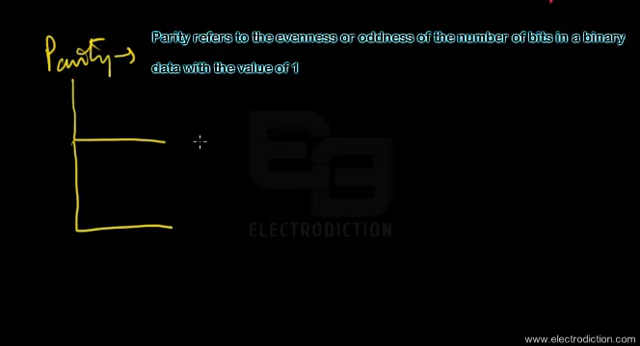 Parity → Parity refers to the evenness or oddness of the number of bits in a binary
data with the value of 1
ELECTRODICTION
www.electrodiction.com